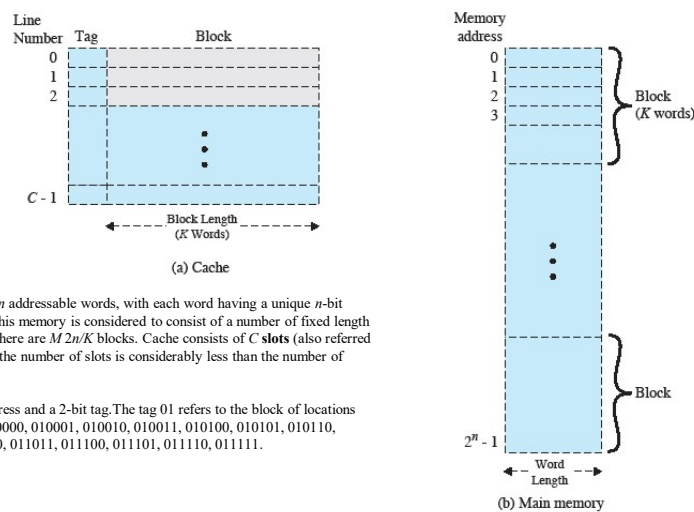 Line
Number Tag Block
0
1
2
C - 1
Block Length
(K Words)
(a) Cache
n addressable words, with each word having a unique n-bit
his memory is considered to consist of a number of fixed length
here are M 2n/K blocks. Cache consists of C slots (also referred
the number of slots is considerably less than the number of
ress and a 2-bit tag.The tag 01 refers to the block of locations
0000, 010001, 010010, 010011, 010100, 010101, 010110,
0, 011011, 011100, 011101, 011110, 011111.
Memory
address
0
1
2
3
Block
(K words)
Block
2ⁿ - 1
Word
Length
(b) Main memory